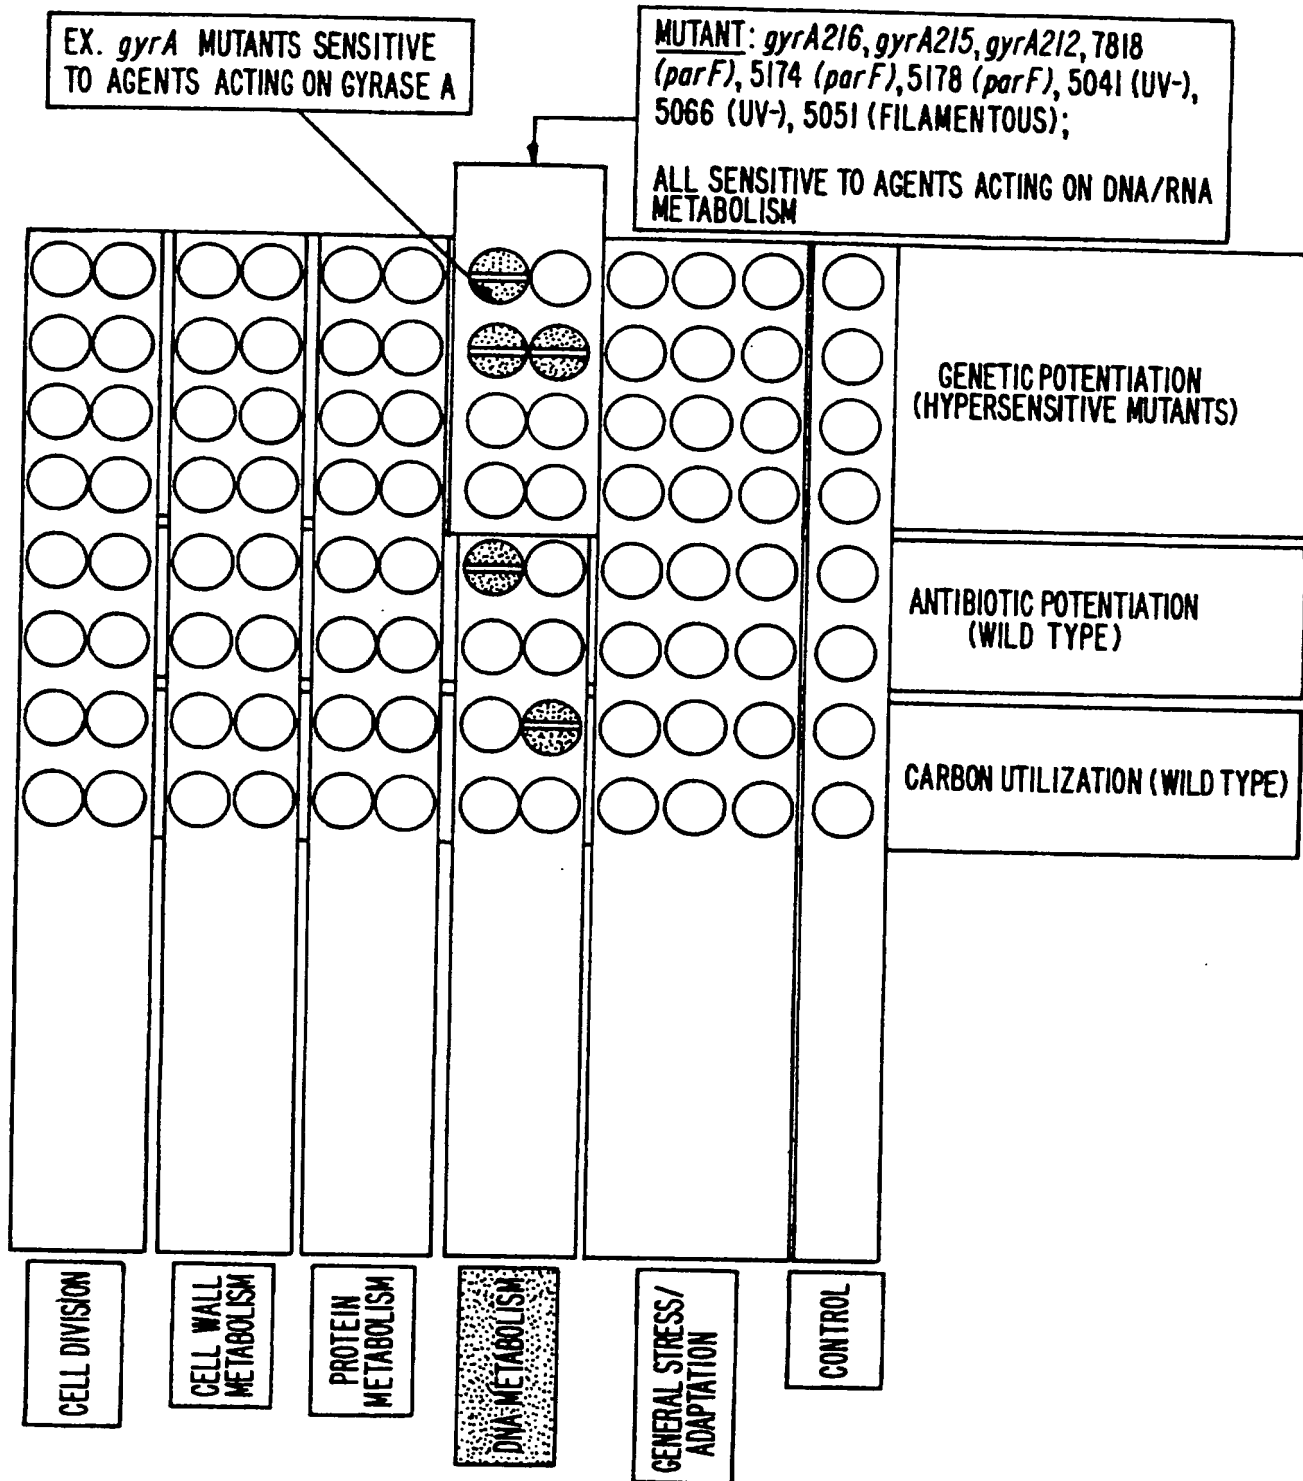 EX. gyrA MUTANTS SENSITIVE
TO AGENTS ACTING ON GYRASE A
MUTANT: gyrA216, gyrA215, gyrA212, 7818
(parF), 5174 (parF), 5178 (parF), 5041 (UV-),
5066 (UV-), 5051 (FILAMENTOUS);
ALL SENSITIVE TO AGENTS ACTING ON DNA/RNA
METABOLISM
GENETIC POTENTIATION
(HYPERSENSITIVE MUTANTS)
ANTIBIOTIC POTENTIATION
(WILD TYPE)
CARBON UTILIZATION (WILD TYPE)
CELL DIVISION
CELL WALL
METABOLISM
PROTEIN
METABOLISM
DNA METABOLISM
GENERAL STRESS/
ADAPTATION
CONTROL